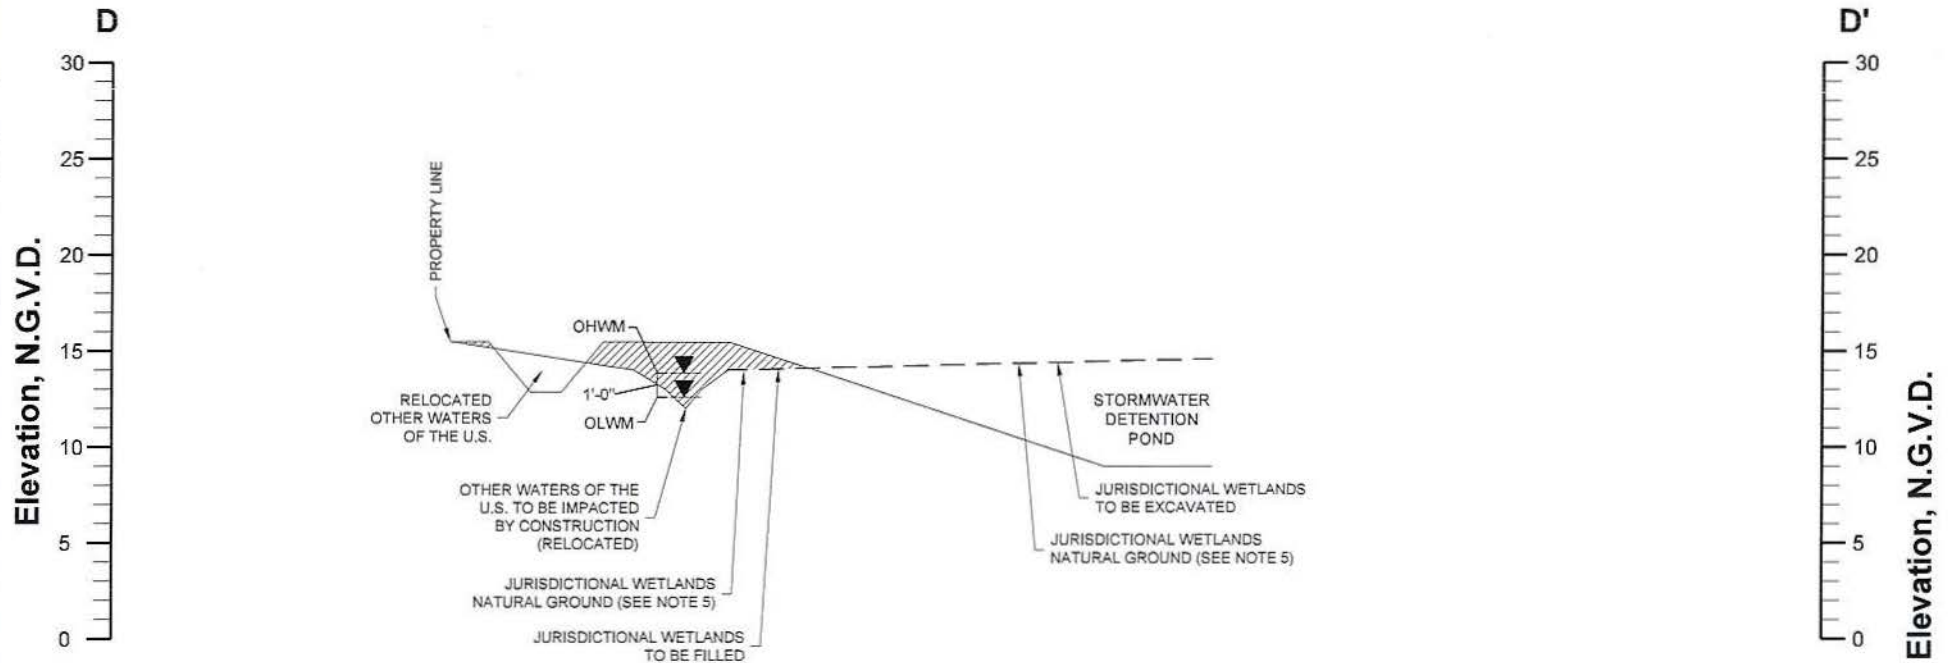 D
D'
30
25
20
15
10
5
0
Elevation, N.G.V.D.
PROPERTY LINE
OHWM
1'-0"
OLWM
RELOCATED
OTHER WATERS
OF THE U.S.
OTHER WATERS OF THE
U.S. TO BE IMPACTED
BY CONSTRUCTION
(RELOCATED)
JURISDICTIONAL WETLANDS
NATURAL GROUND (SEE NOTE 5)
JURISDICTIONAL WETLANDS
TO BE FILLED
STORMWATER
DETENTION
POND
JURISDICTIONAL WETLANDS
TO BE EXCAVATED
JURISDICTIONAL WETLANDS
NATURAL GROUND (SEE NOTE 5)
30
25
20
15
10
5
0
Elevation, N.G.V.D.